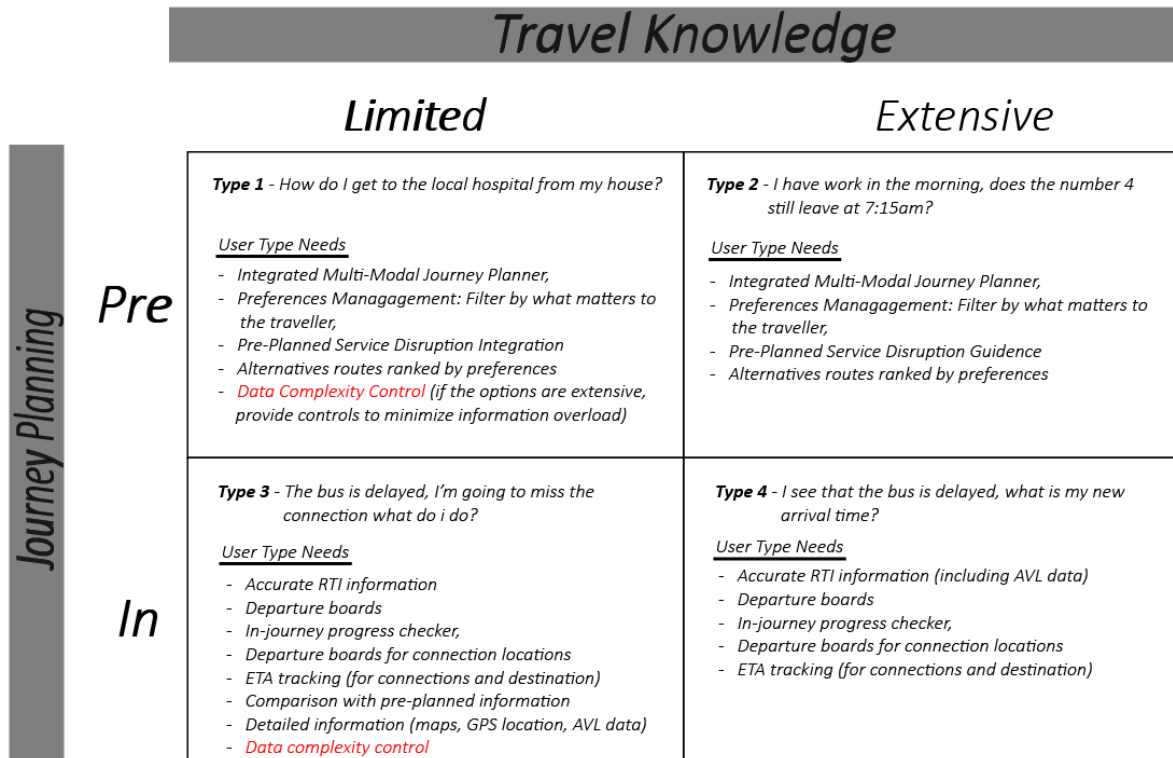 Travel Knowledge
Limited
Extensive
Journey Planning
Pre
Type 1 - How do I get to the local hospital from my house?
User Type Needs
- Integrated Multi-Modal Journey Planner,
- Preferences Managagement: Filter by what matters to
the traveller,
- Pre-Planned Service Disruption Integration
- Alternatives routes ranked by preferences
- Data Complexity Control (if the options are extensive,
provide controls to minimize information overload)
Type 2 - I have work in the morning, does the number 4
still leave at 7:15am?
User Type Needs
- Integrated Multi-Modal Journey Planner,
- Preferences Managagement: Filter by what matters to
the traveller,
- Pre-Planned Service Disruption Guidence
- Alternatives routes ranked by preferences
In
Type 3 - The bus is delayed, I'm going to miss the
connection what do i do?
User Type Needs
- Accurate RTI information
- Departure boards
- In-journey progress checker,
- Departure boards for connection locations
- ETA tracking (for connections and destination)
- Comparison with pre-planned information
- Detailed information (maps, GPS location, AVL data)
- Data complexity control
Type 4 - I see that the bus is delayed, what is my new
arrival time?
User Type Needs
- Accurate RTI information (including AVL data)
- Departure boards
- In-journey progress checker,
- Departure boards for connection locations
- ETA tracking (for connections and destination)